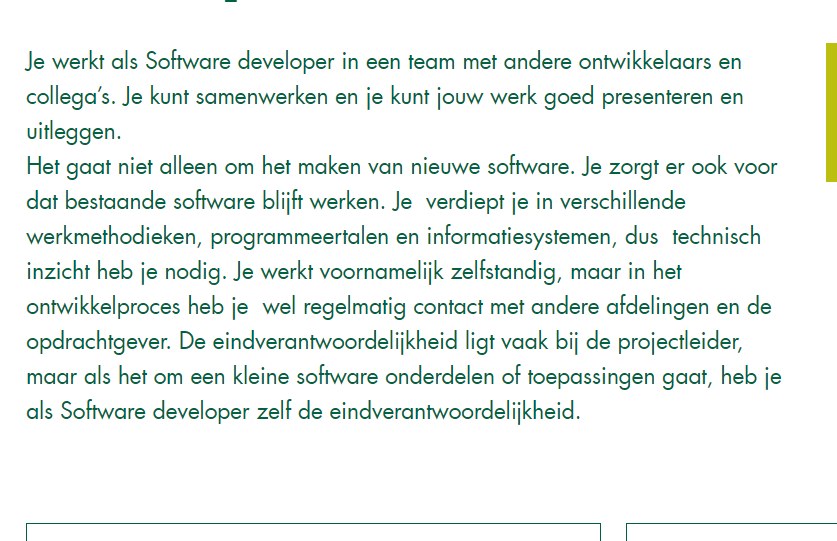 Je werkt als Software developer in een team met andere ontwikkelaars en
collega's. Je kunt samenwerken en je kunt jouw werk goed presenteren en
uitleggen.
Het gaat niet alleen om het maken van nieuwe software. Je zorgt er ook voor
dat bestaande software blijft werken. Je  verdiept je in verschillende
werkmethodieken, programmeertalen en informatiesystemen, dus  technisch
inzicht heb je nodig. Je werkt voornamelijk zelfstandig, maar in het
ontwikkelproces heb je  wel regelmatig contact met andere afdelingen en de
opdrachtgever. De eindverantwoordelijkheid ligt vaak bij de projectleider,
maar als het om een kleine software onderdelen of toepassingen gaat, heb je
als Software developer zelf de eindverantwoordelijkheid.